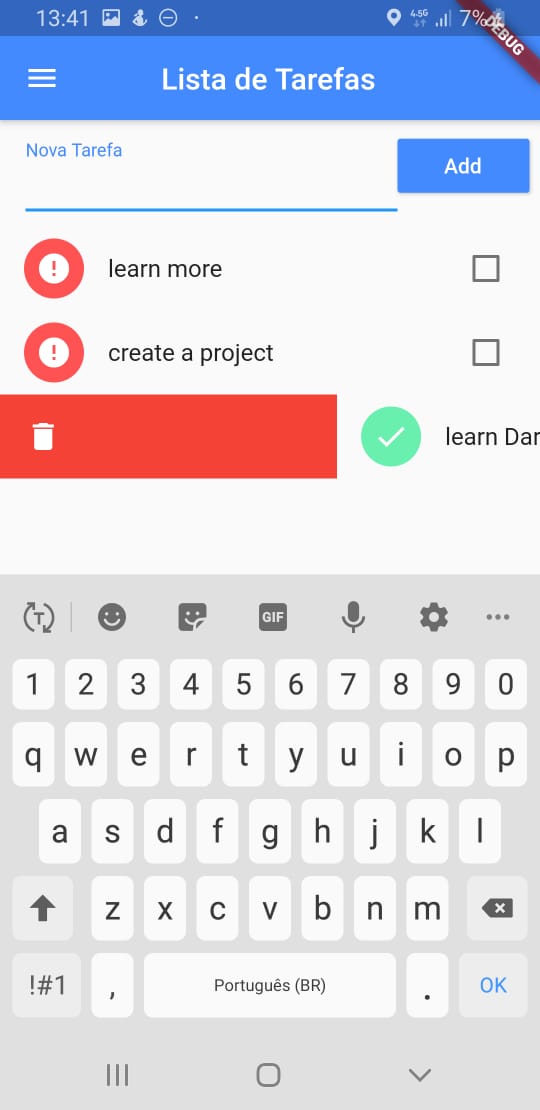 13:41
4.5G
7%
DEBUG
Lista de Tarefas
Nova Tarefa
Add
learn more
create a project
learn Dar
T
GIF
1 2 3 4 5 6 7 8 9 0
q w e r t y u i o p
a s d f g h j k l
z x c v b n m
!#1 , Português (BR) . OK